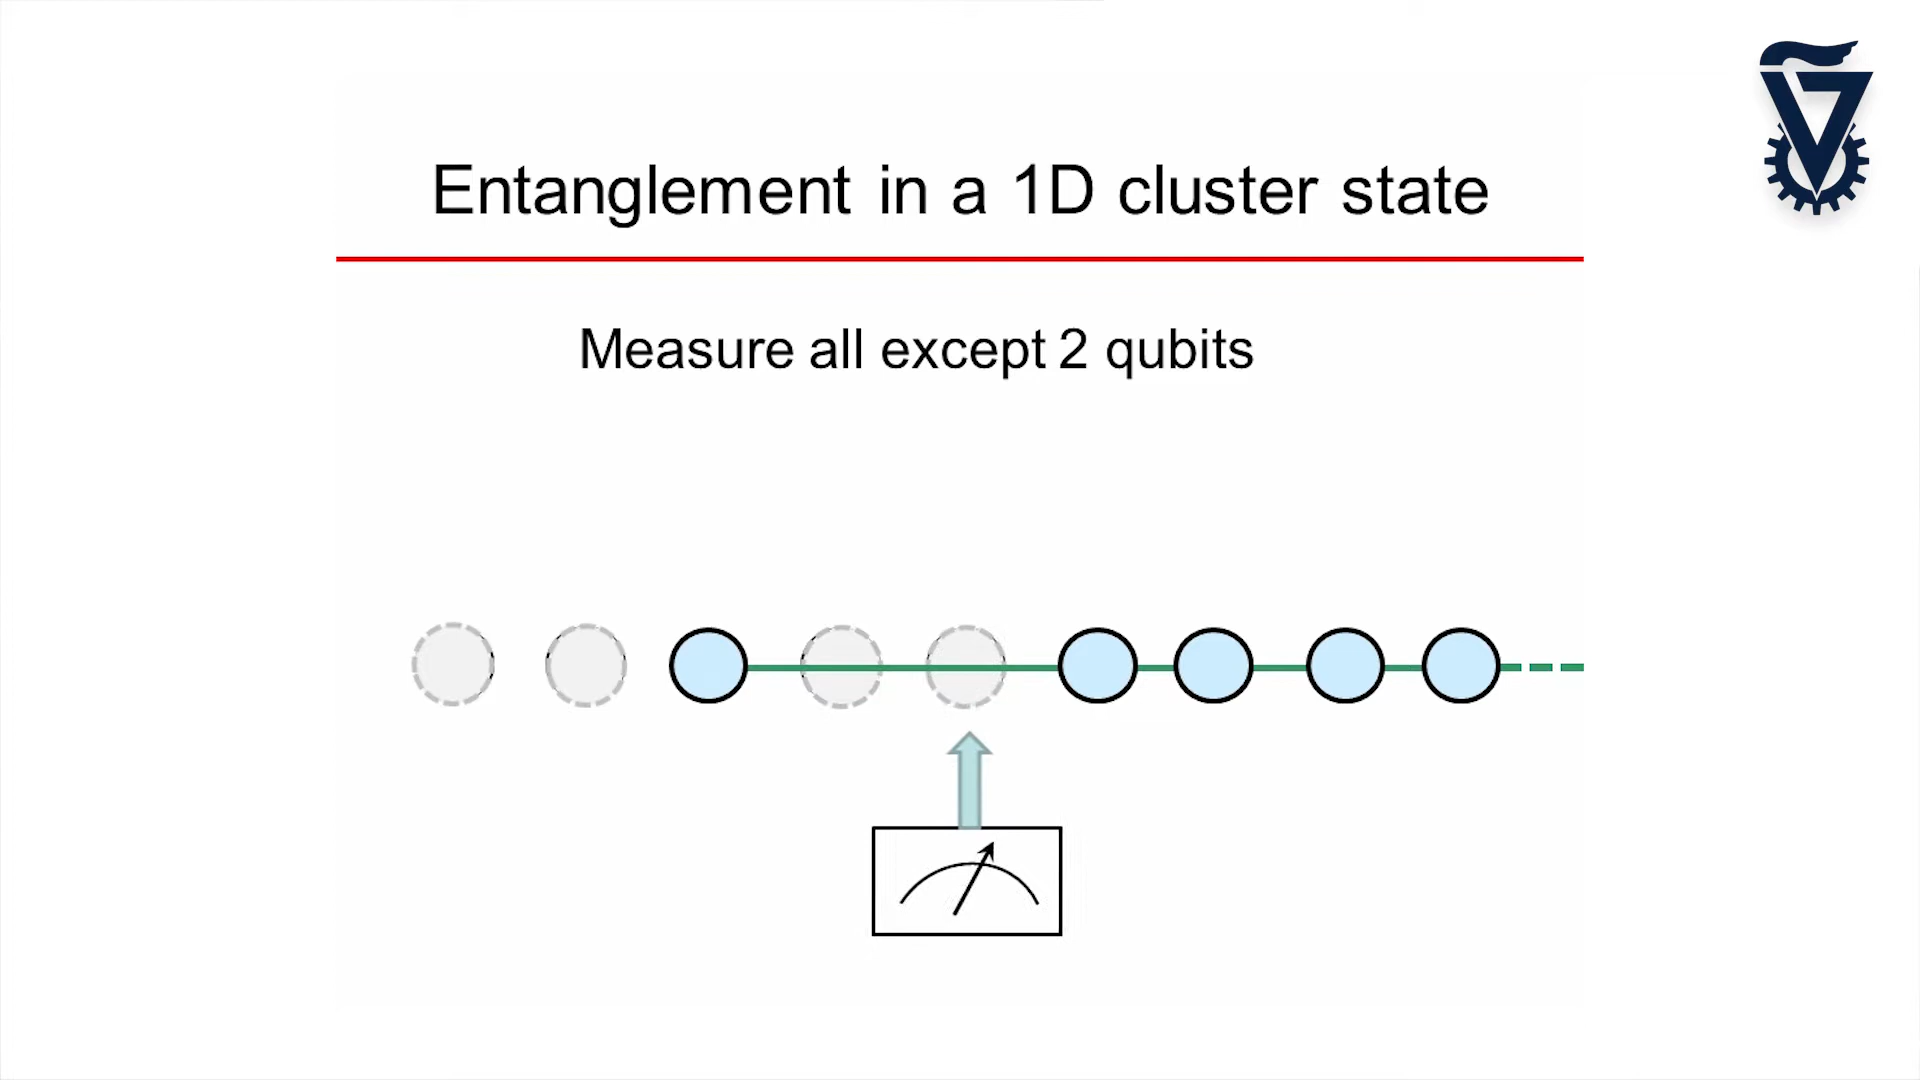 Entanglement in a 1D cluster state
Measure all except 2 qubits